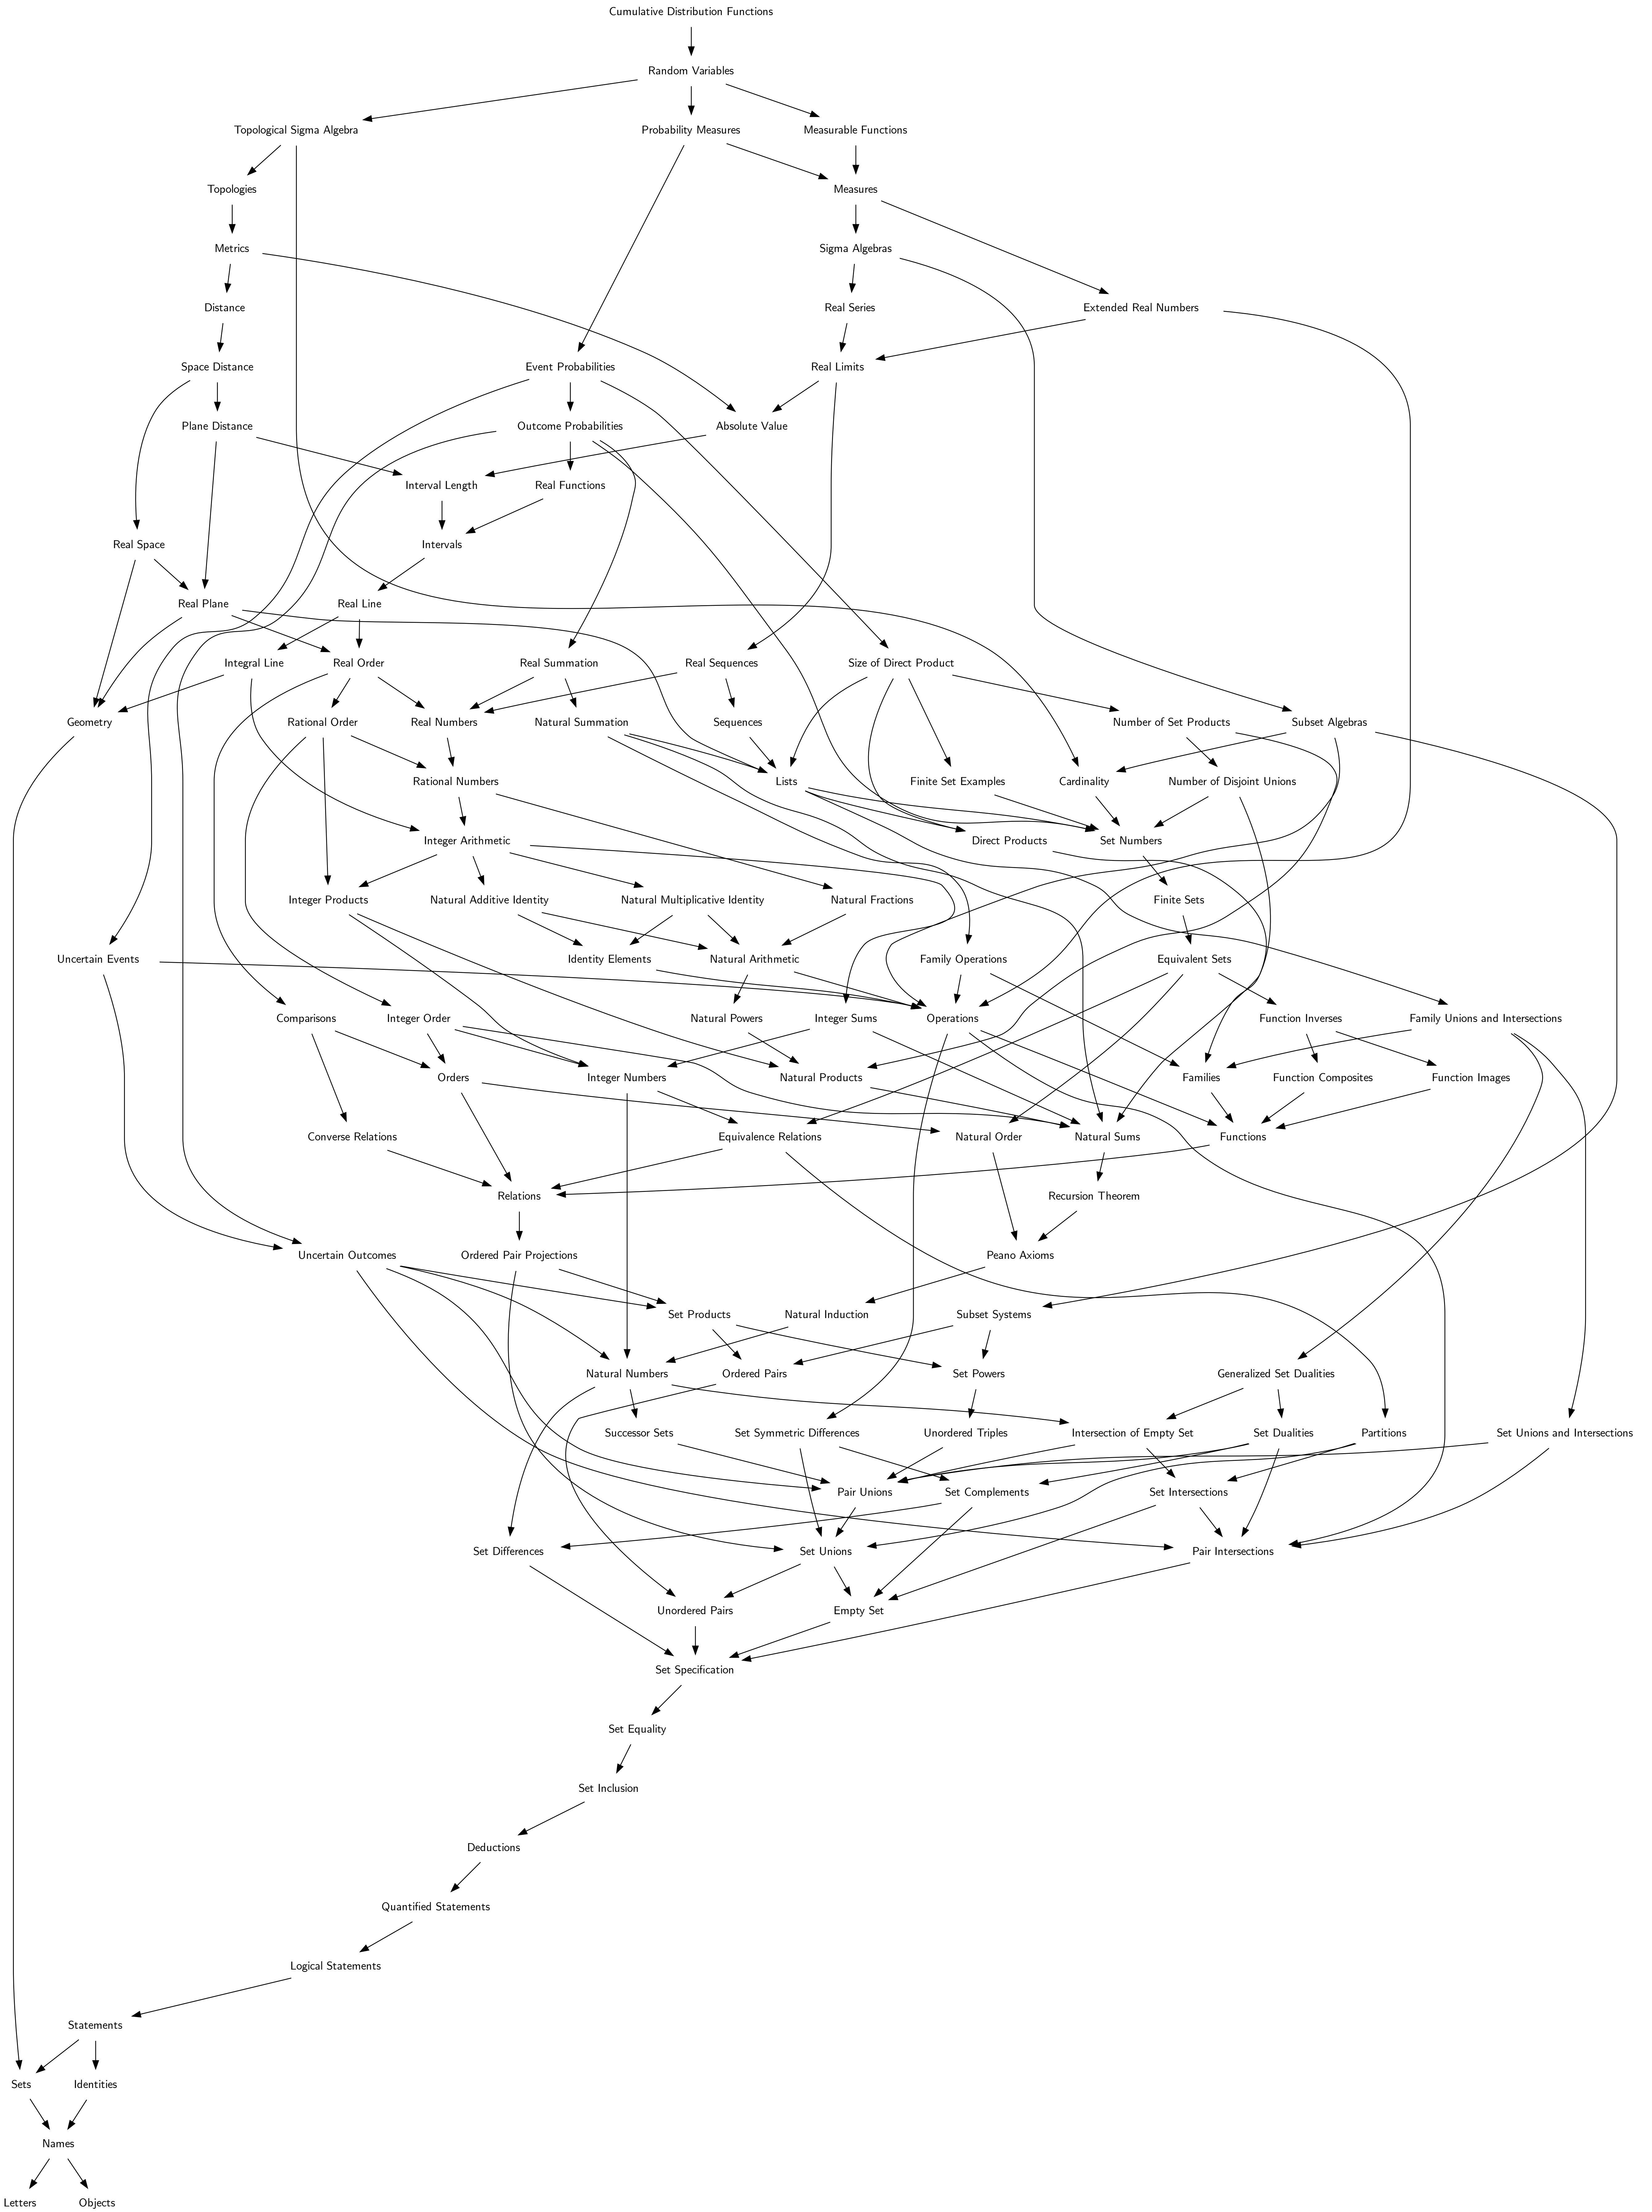 Cumulative Distribution Functions
Random Variables
Topological Sigma Algebra
Probability Measures
Measurable Functions
Topologies
Measures
Metrics
Sigma Algebras
Distance
Real Series
Extended Real Numbers
Space Distance
Event Probabilities
Real Limits
Plane Distance
Outcome Probabilities
Absolute Value
Interval Length
Real Functions
Real Space
Intervals
Real Plane
Real Line
Integral Line
Real Order
Real Summation
Real Sequences
Size of Direct Product
Geometry
Rational Order
Real Numbers
Natural Summation
Sequences
Number of Set Products
Subset Algebras
Rational Numbers
Lists
Finite Set Examples
Cardinality
Number of Disjoint Unions
Integer Arithmetic
Direct Products
Set Numbers
Integer Products
Natural Additive Identity
Natural Multiplicative Identity
Natural Fractions
Finite Sets
Uncertain Events
Identity Elements
Natural Arithmetic
Family Operations
Equivalent Sets
Comparisons
Integer Order
Natural Powers
Integer Sums
Operations
Function Inverses
Family Unions and Intersections
Orders
Integer Numbers
Natural Products
Families
Function Composites
Function Images
Converse Relations
Equivalence Relations
Natural Order
Natural Sums
Functions
Relations
Recursion Theorem
Uncertain Outcomes
Ordered Pair Projections
Peano Axioms
Set Products
Natural Induction
Subset Systems
Natural Numbers
Ordered Pairs
Set Powers
Generalized Set Dualities
Successor Sets
Set Symmetric Differences
Unordered Triples
Intersection of Empty Set
Set Dualities
Partitions
Set Unions and Intersections
Pair Unions
Set Complements
Set Intersections
Set Differences
Set Unions
Pair Intersections
Unordered Pairs
Empty Set
Set Specification
Set Equality
Set Inclusion
Deductions
Quantified Statements
Logical Statements
Statements
Sets
Identities
Names
Letters
Objects